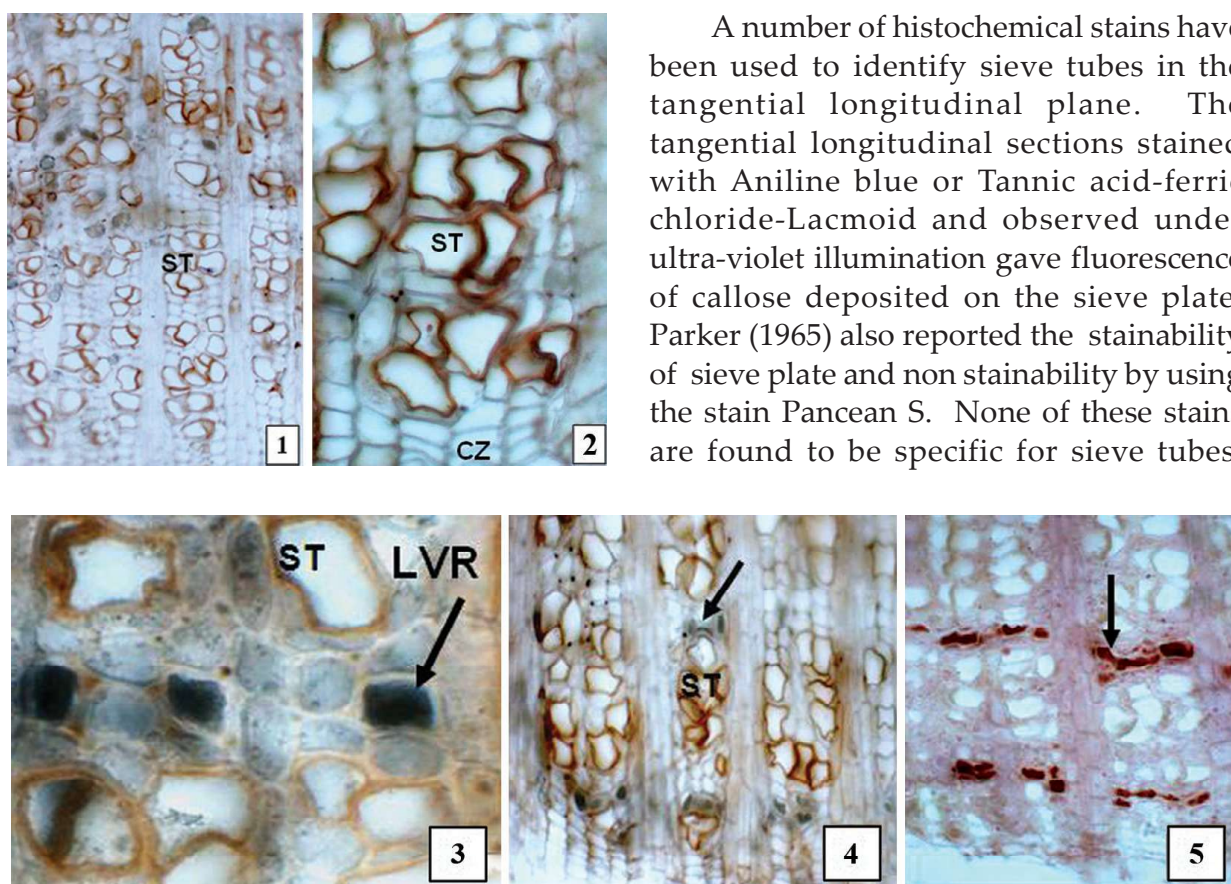 A number of histochemical stains have
been used to identify sieve tubes in the
tangential longitudinal plane. The
tangential longitudinal sections stained
with Aniline blue or Tannic acid-ferri
chloride-Lacmoid and observed unde
ultra-violet illumination gave fluorescence
of callose deposited on the sieve plate
Parker (1965) also reported the stainability
of sieve plate and non stainability by using
the stain Pancean S. None of these stain
are found to be specific for sieve tubes
ST
1
ST
CZ
2
ST LVR
3
ST
4
5